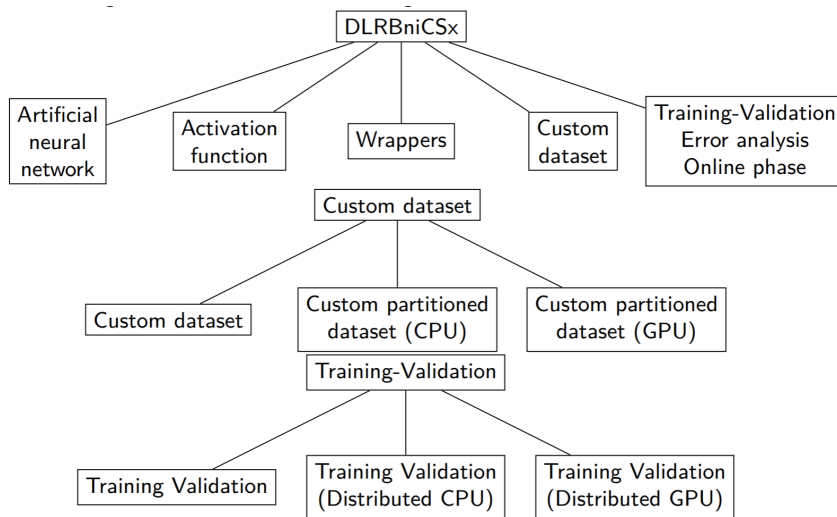 DLRBniCSx
Artificial
neural
network
Activation
function
Wrappers
Custom
dataset
Training-Validation
Error analysis
Online phase
Custom dataset
Custom dataset
Custom partitioned
dataset (CPU)
Custom partitioned
dataset (GPU)
Training-Validation
Training Validation
Training Validation
(Distributed CPU)
Training Validation
(Distributed GPU)